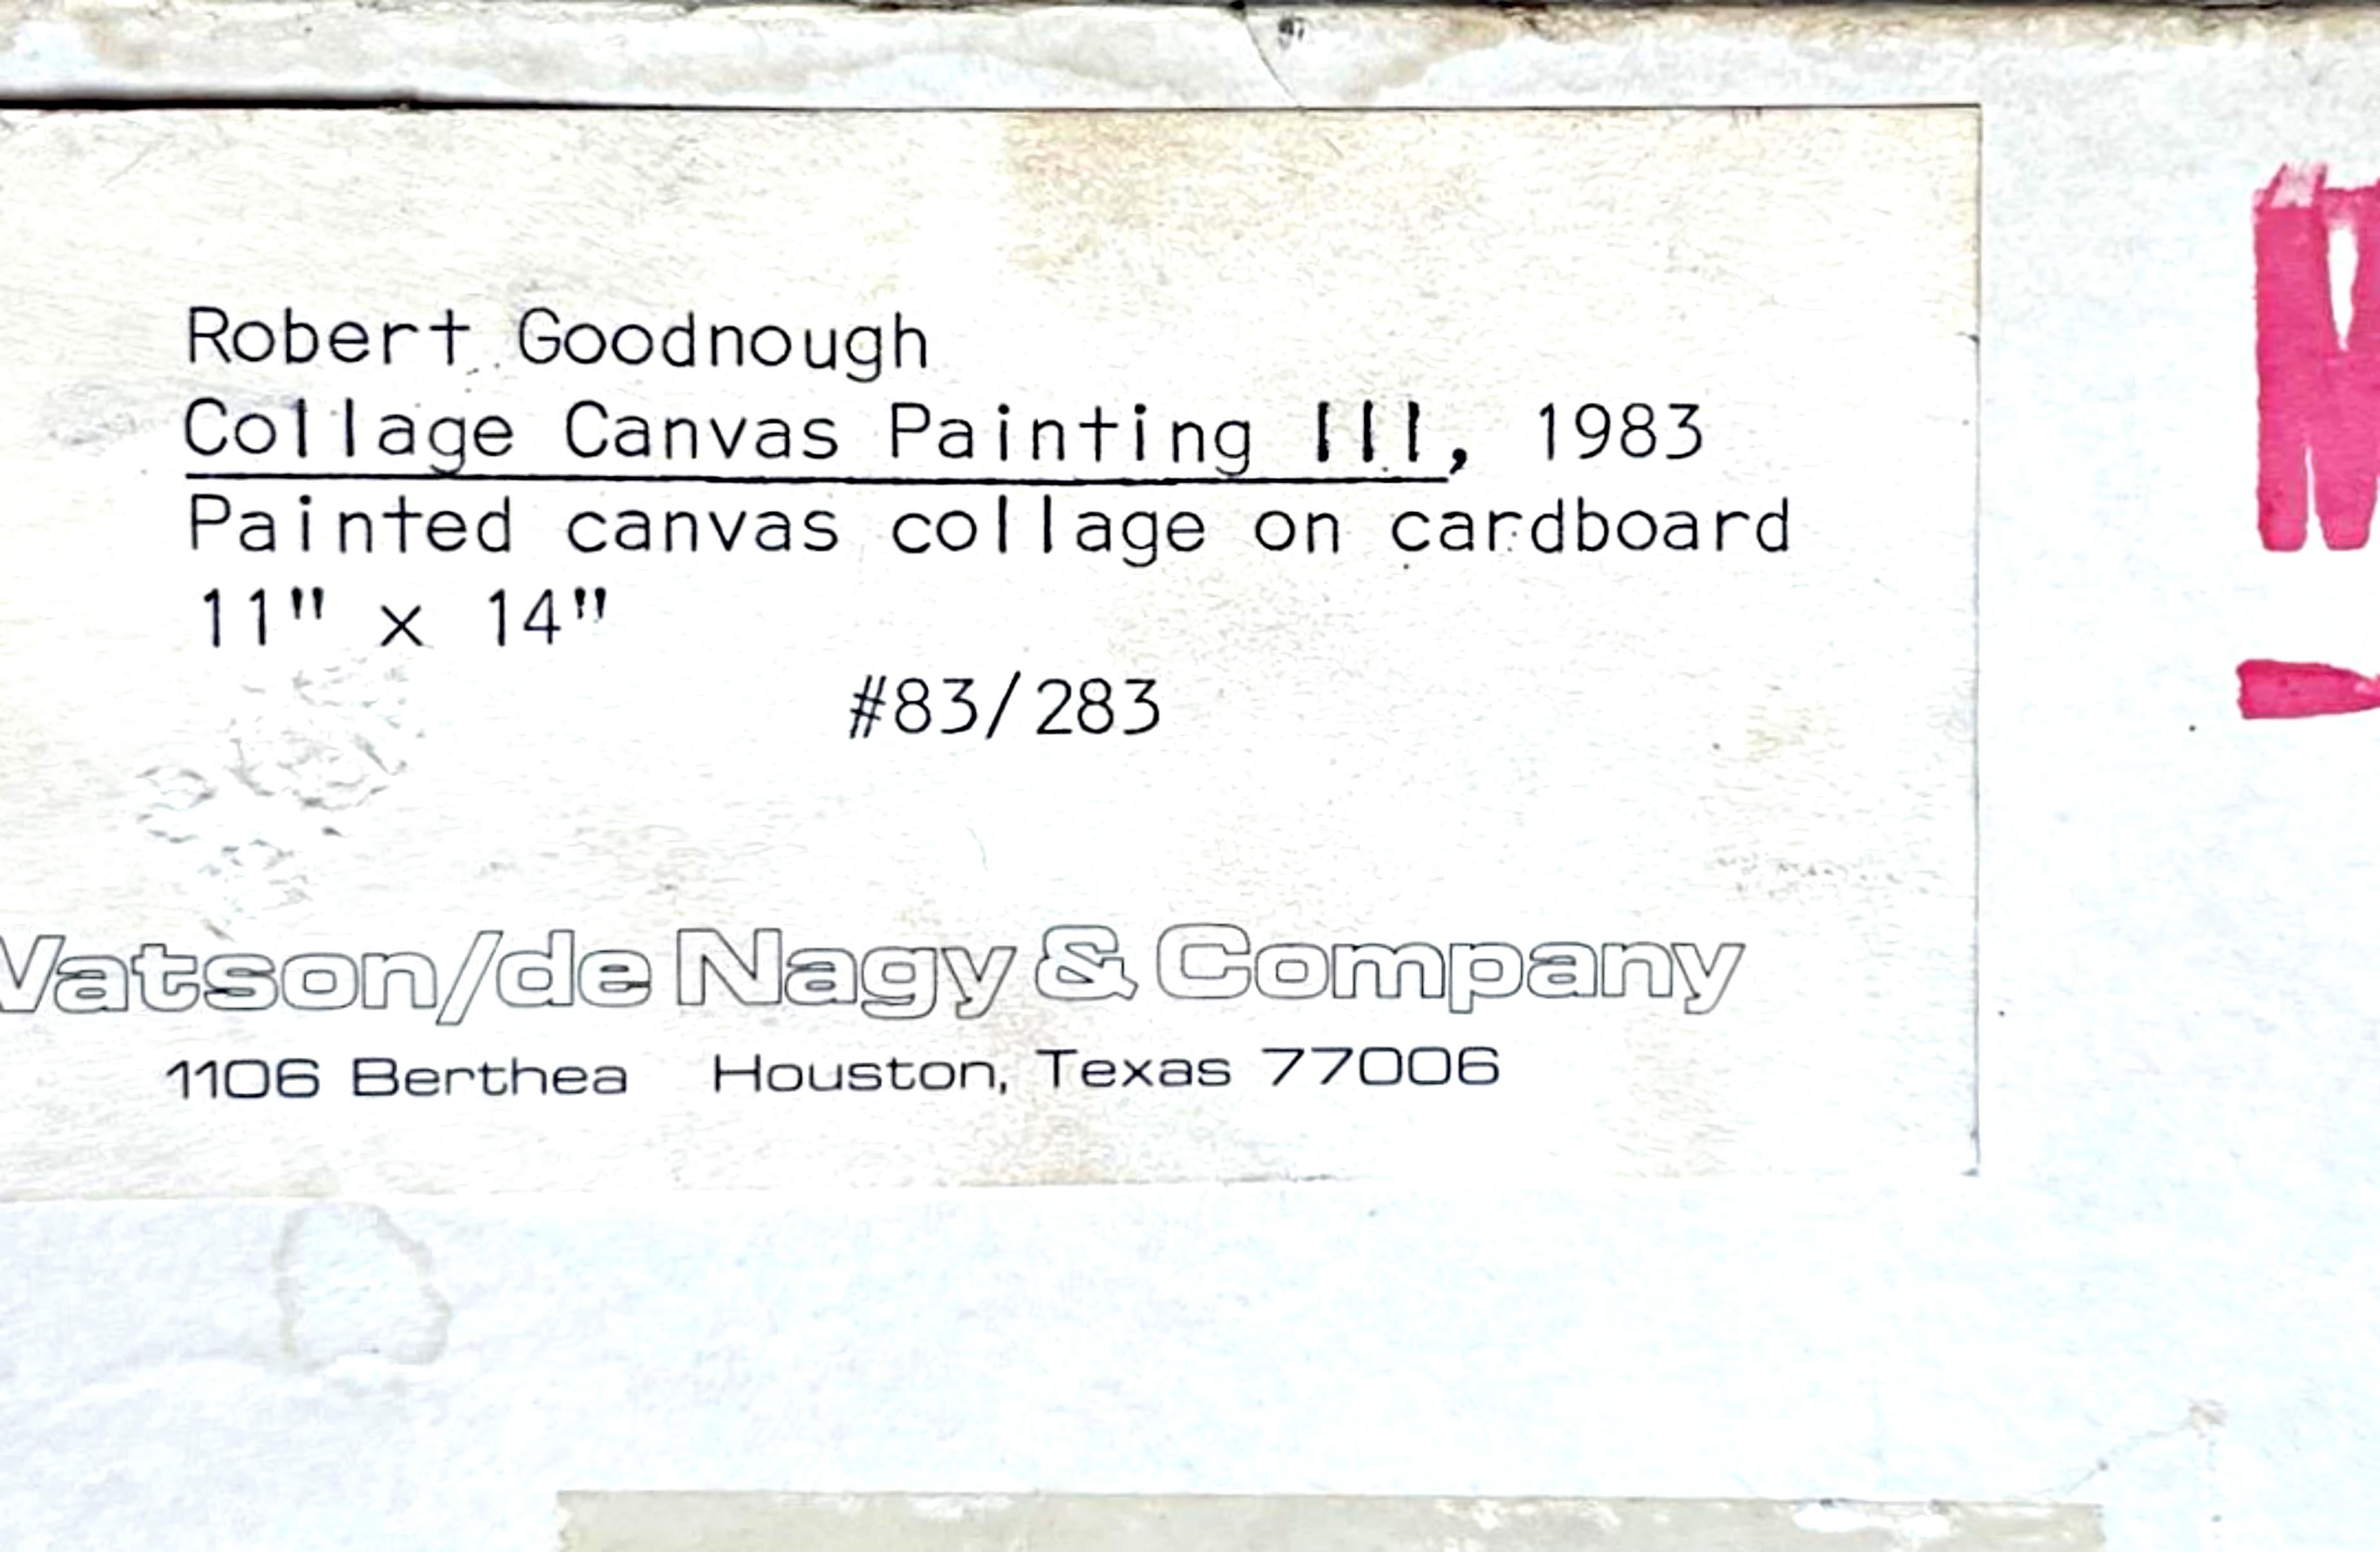 Robert Goodnough
Collage Canvas Painting III, 1983
Painted canvas collage on cardboard
11" x 14"
#83/283
Watson/de Nagy & Company
1106 Berthea Houston, Texas 77006